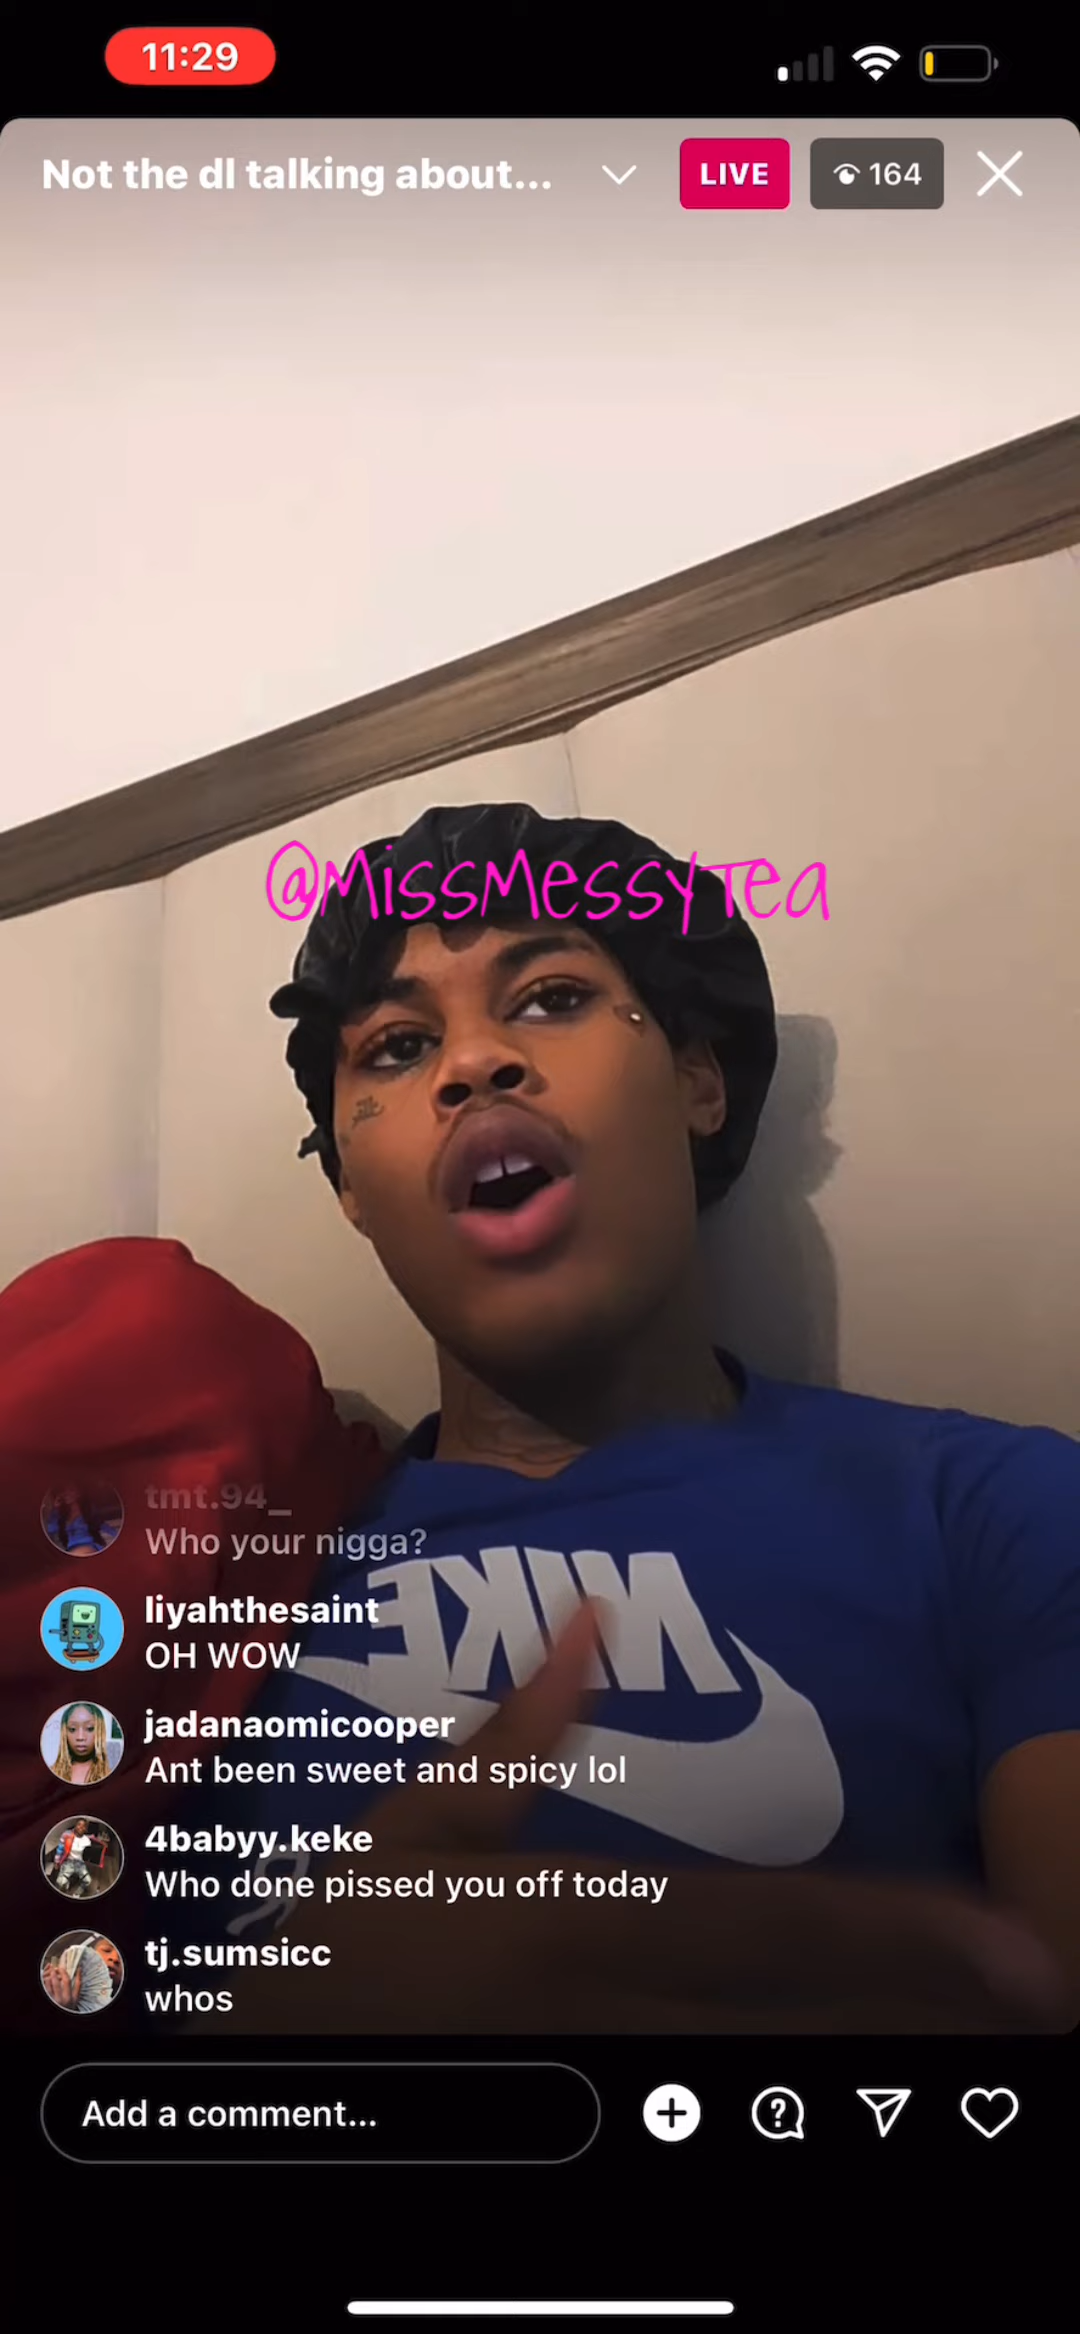 11:29
Not the dl talking about...
LIVE
164
@MissMessyTea
tmt.94_
Who your nigga?
NIKE
liyahthesaint
OH WOW
jadanaomicooper
Ant been sweet and spicy lol
4babyy.keke
Who done pissed you off today
tj.sumsicc
whos
Add a comment...